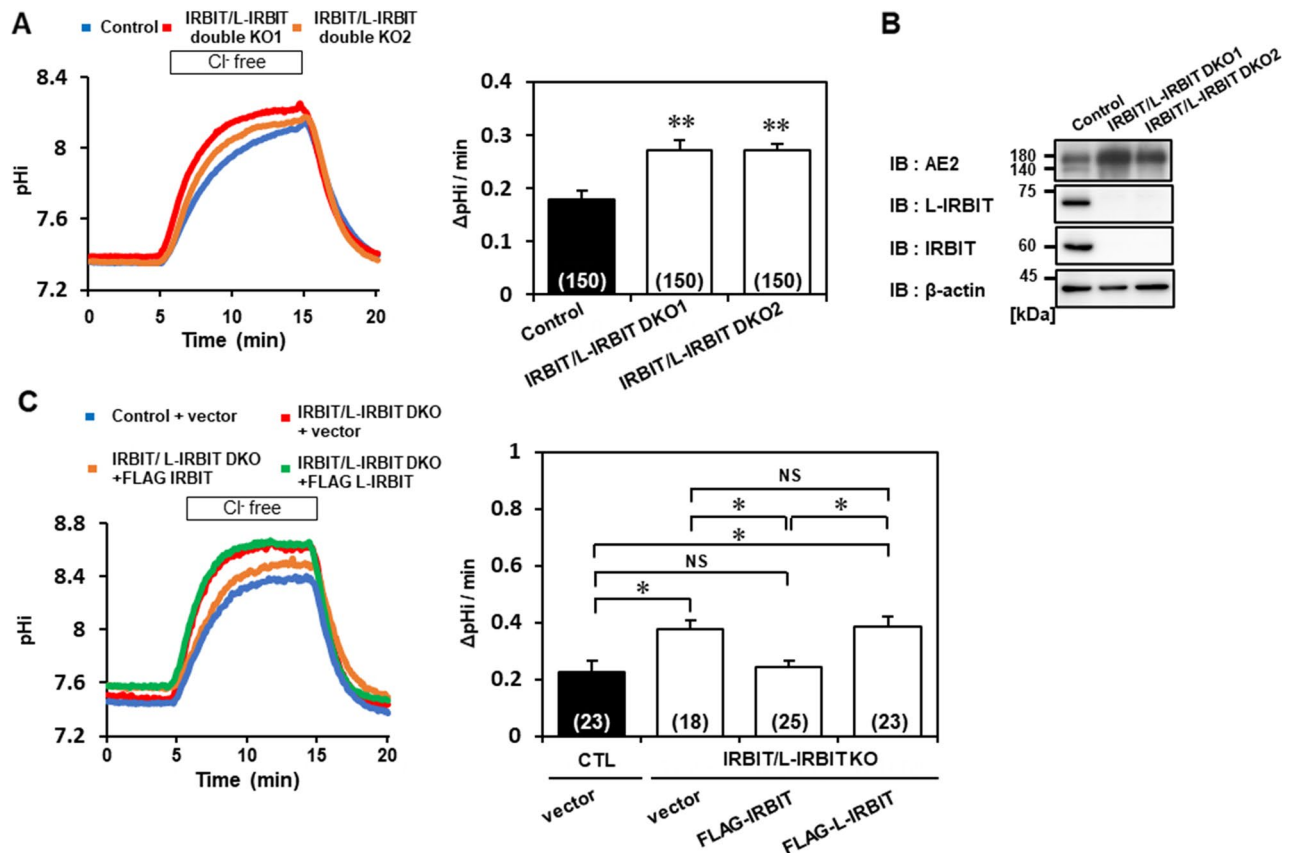 A
Control
IRBIT/L-IRBIT
double KO1
IRBIT/L-IRBIT
double KO2
Cl- free
8.4
8
7.6
7.2
pHi
0 5 10 15 20
Time (min)
0.4
0.3
0.2
0.1
0
ΔpHi / min
** **
(150) (150) (150)
Control
IRBIT/L-IRBIT DKO1
IRBIT/L-IRBIT DKO2
B
Control
IRBIT/L-IRBIT DKO1
IRBIT/L-IRBIT DKO2
IB : AE2
180
140
75
IB : L-IRBIT
IB : IRBIT
60
45
IB : β-actin
[kDa]
C
Control + vector
IRBIT/L-IRBIT DKO
+ vector
IRBIT/ L-IRBIT DKO
+FLAG IRBIT
IRBIT/L-IRBIT DKO
+FLAG L-IRBIT
Cl- free
8.8
8.4
8
7.6
7.2
pHi
0 5 10 15 20
Time (min)
1
0.8
0.6
0.4
0.2
0
ΔpHi / min
NS
* *
*
NS
*
(23) (18) (25) (23)
CTL IRBIT/L-IRBIT KO
vector
vector
FLAG-IRBIT
FLAG-L-IRBIT